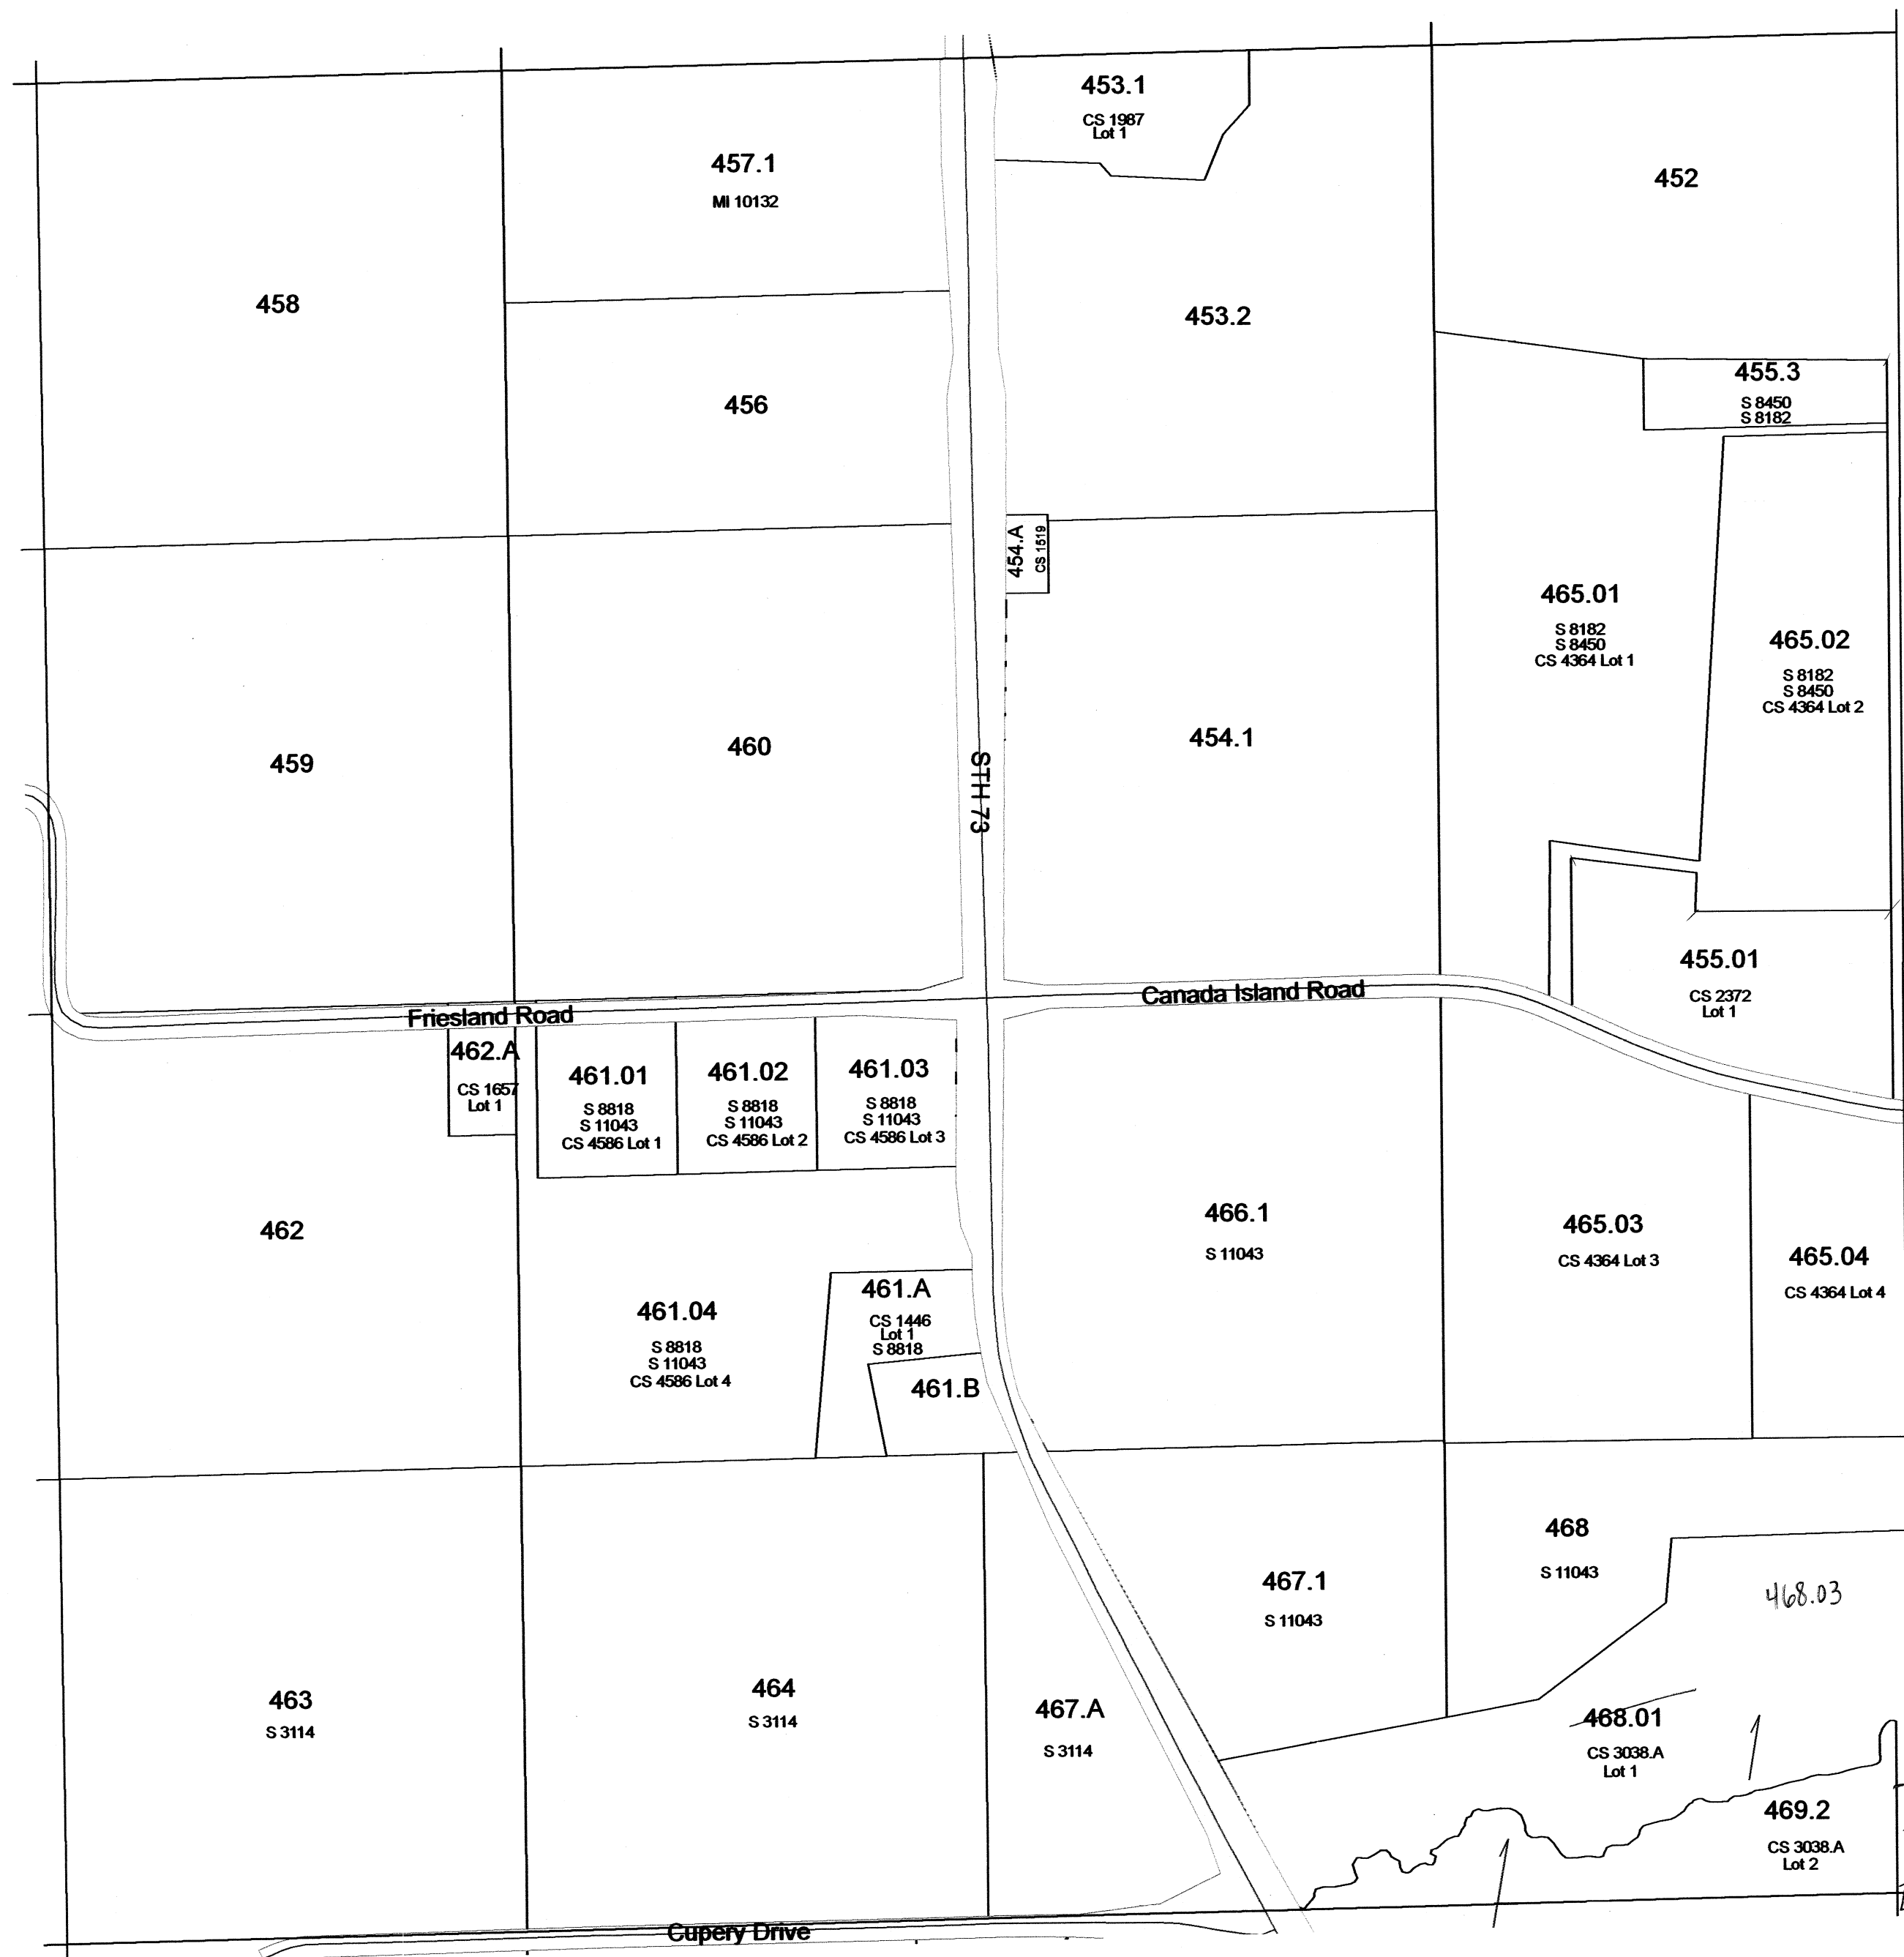 453.1
CS 1987
Lot 1
457.1
MI 10132
452
458
453.2
455.3
S 8450
S 8182
456
454.A
CS 1519
465.01
S 8182
S 8450
CS 4364 Lot 1
465.02
S 8182
S 8450
CS 4364 Lot 2
459
460
STH 73
454.1
455.01
CS 2372
Lot 1
Friesland Road
Canada Island Road
462.A
CS 1657
Lot 1
461.01
S 8818
S 11043
CS 4586 Lot 1
461.02
S 8818
S 11043
CS 4586 Lot 2
461.03
S 8818
S 11043
CS 4586 Lot 3
462
466.1
S 11043
465.03
CS 4364 Lot 3
465.04
CS 4364 Lot 4
461.04
S 8818
S 11043
CS 4586 Lot 4
461.A
CS 1446
Lot 1
S 8818
461.B
468
S 11043
467.1
S 11043
468.03
463
S 3114
464
S 3114
467.A
S 3114
468.01
CS 3038.A
Lot 1
469.2
CS 3038.A
Lot 2
Cupery Drive